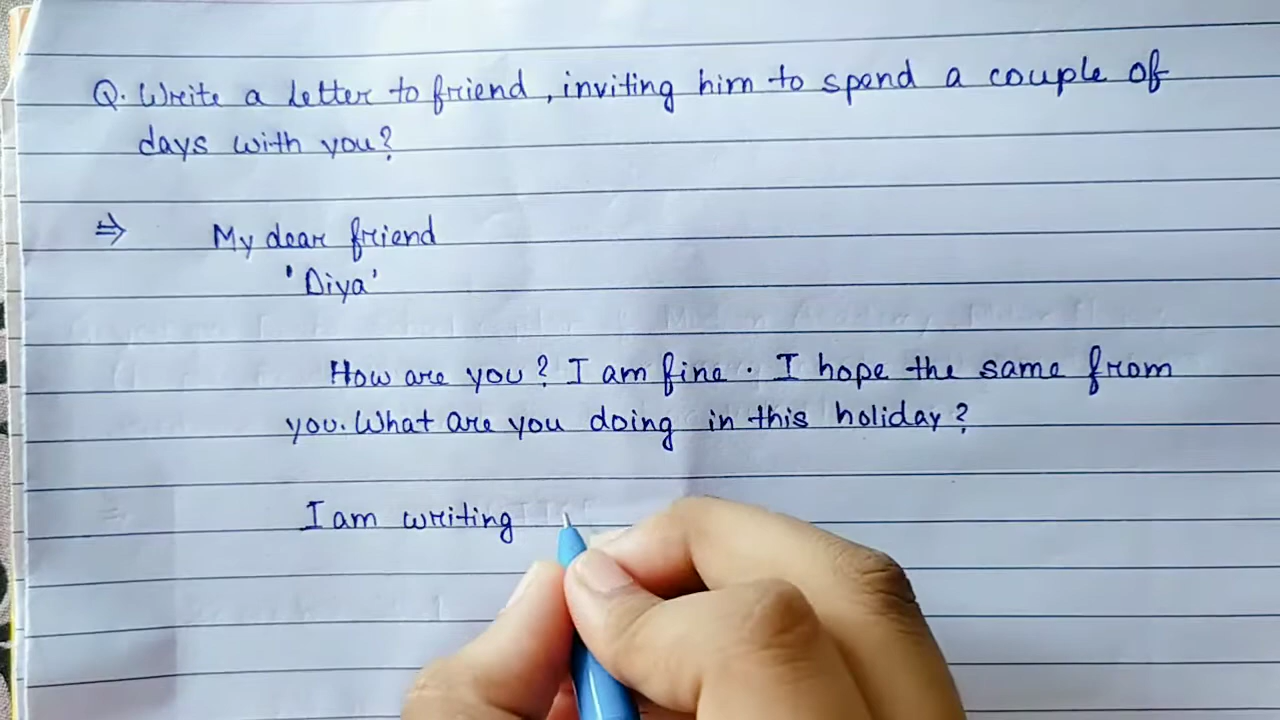 Q. Write a letter to friend, inviting him to spend a couple of
days with you?
⇒ My dear friend
'Diya'
How are you? I am fine. I hope the same from
you. What are you doing in this holiday?
I am writing